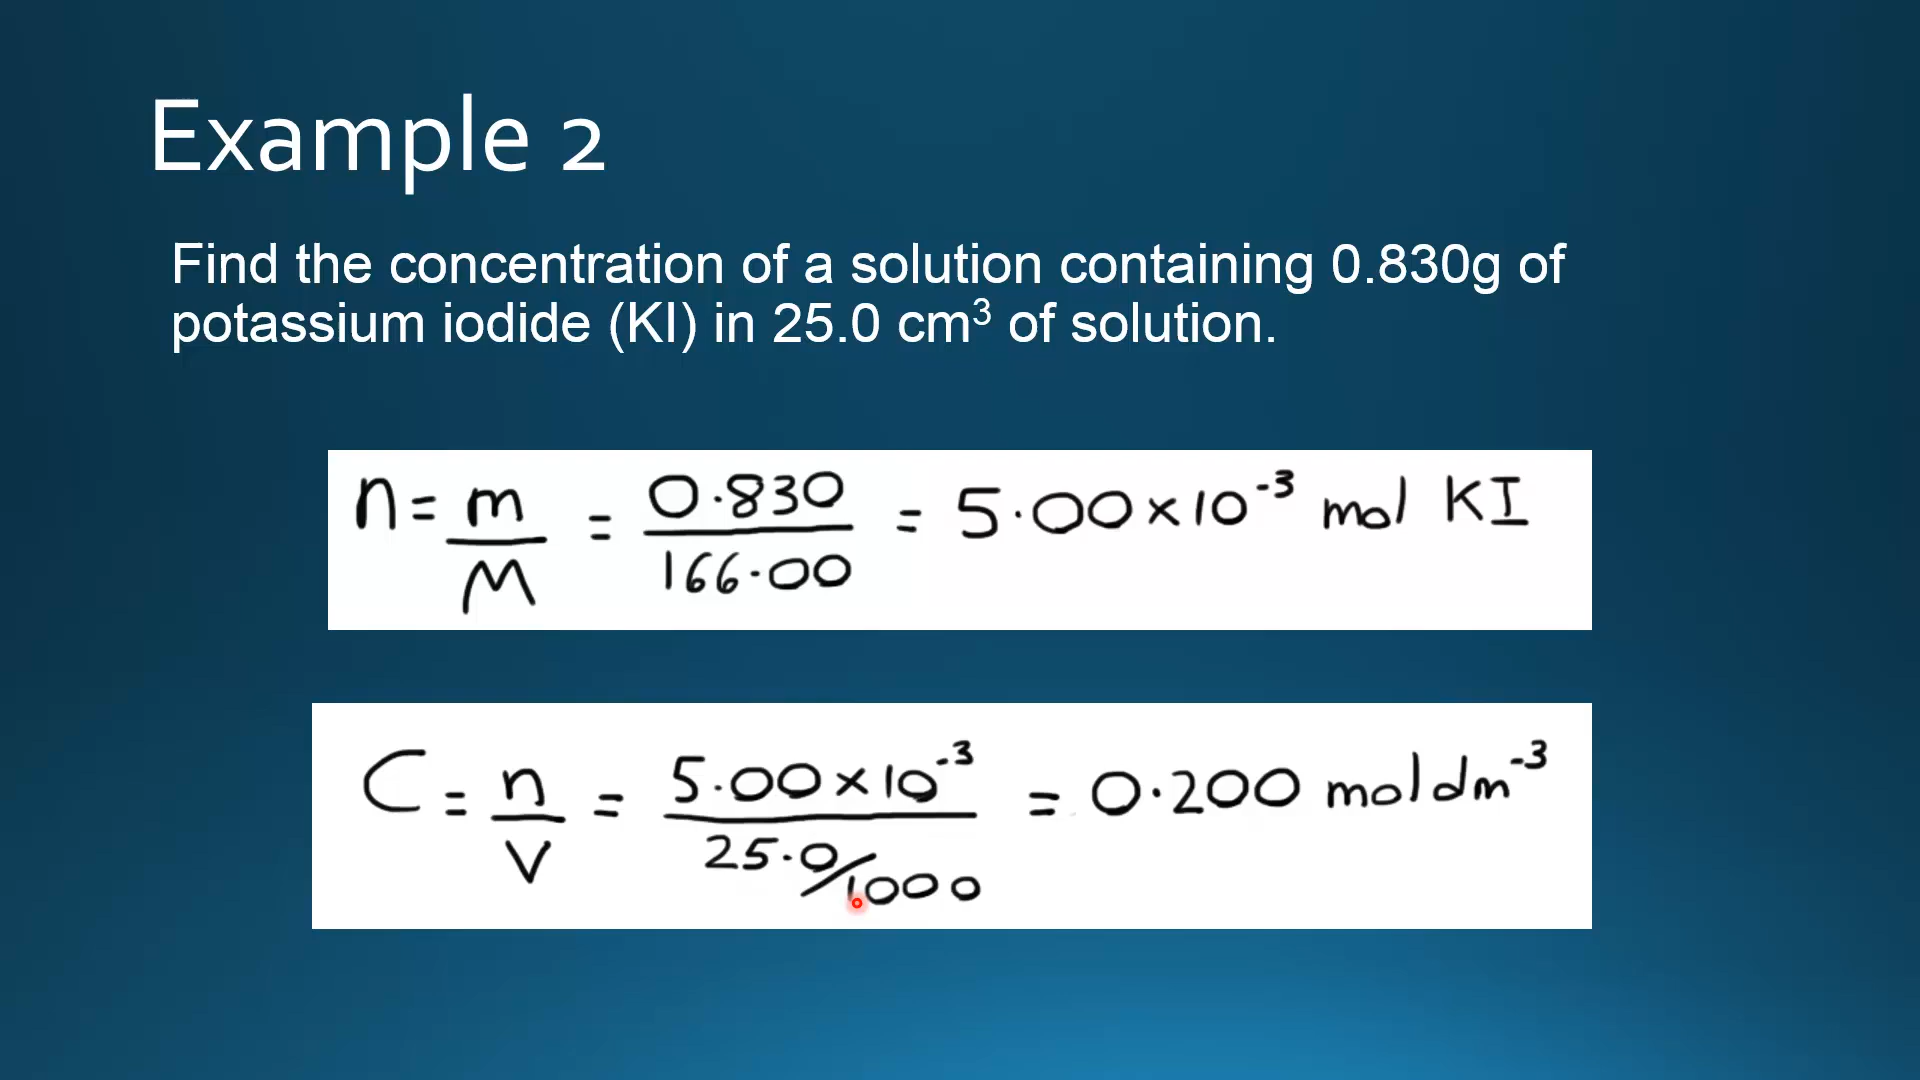 Example 2
Find the concentration of a solution containing 0.830g of
potassium iodide (KI) in 25.0 cm³ of solution.
n = m/M = 0.830/166.00 = 5.00 × 10⁻³ mol KI
C = n/V = 5.00 × 10⁻³/(25.0/1000) = 0.200 mol dm⁻³